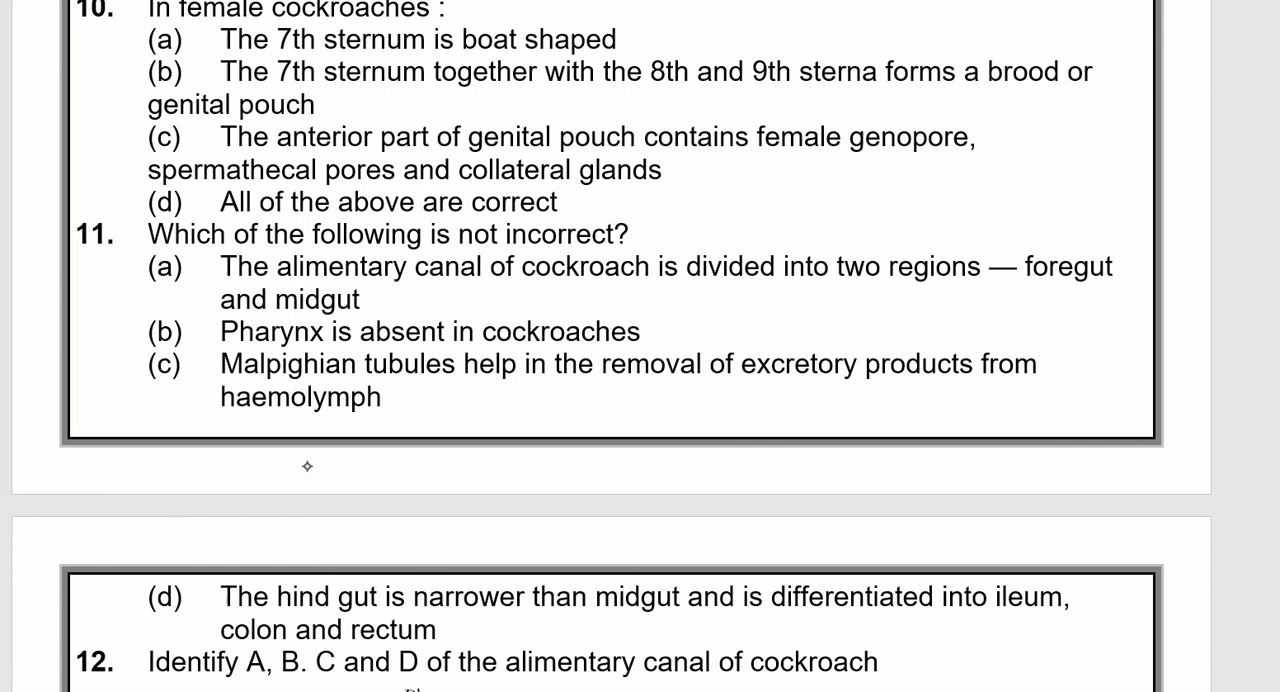 10. In female cockroaches :
(a) The 7th sternum is boat shaped
(b) The 7th sternum together with the 8th and 9th sterna forms a brood or
genital pouch
(c) The anterior part of genital pouch contains female genopore,
spermathecal pores and collateral glands
(d) All of the above are correct
11. Which of the following is not incorrect?
(a) The alimentary canal of cockroach is divided into two regions — foregut
and midgut
(b) Pharynx is absent in cockroaches
(c) Malpighian tubules help in the removal of excretory products from
haemolymph
(d) The hind gut is narrower than midgut and is differentiated into ileum,
colon and rectum
12. Identify A, B. C and D of the alimentary canal of cockroach